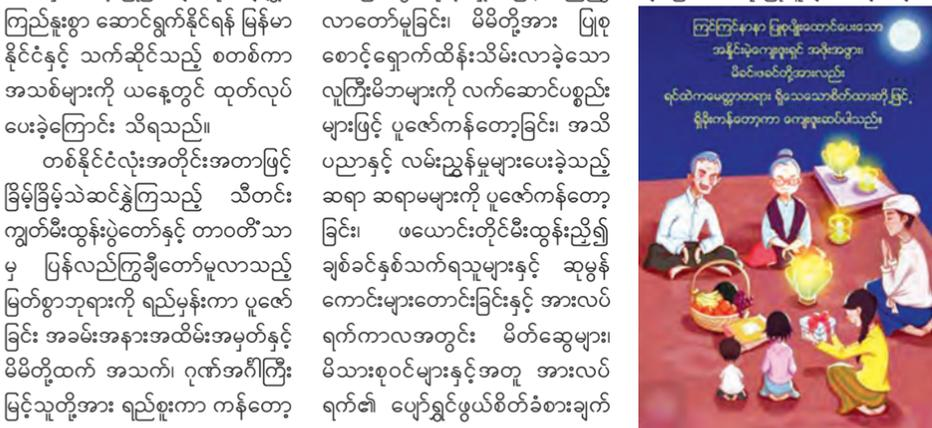 ကြည်နူးစွာ ဆောင်ရွက်နိုင်ရန် မြန်မာ
နိုင်ငံနှင့် သက်ဆိုင်သည့် စတစ်ကာ
အသစ်များကို ယနေ့တွင် ထုတ်လုပ်
ပေးခဲ့ကြောင်း သိရသည်။
တစ်နိုင်ငံလုံးအတိုင်းအတာဖြင့်
ခြိမ့်ခြိမ့်သဲဆင်နွှဲကြသည့် သီတင်း
ကျွတ်မီးထွန်းပွဲတော်နှင့် တာဝတိံသာ
မှ ပြန်လည်ကြွချီတော်မူလာသည့်
မြတ်စွာဘုရားကို ရည်မှန်းကာ ပူဇော်
ခြင်း အခမ်းအနားအထိမ်းအမှတ်နှင့်
မိမိတို့ထက် အသက်၊ ဂုဏ်အင်္ဂါကြီး
မြင့်သူတို့အား ရည်စူးကာ ကန်တော့
လာတော်မူခြင်း၊ မိမိတို့အား ပြုစု
စောင့်ရှောက်ထိန်းသိမ်းလာခဲ့သော
လူကြီးမိဘများကို လက်ဆောင်ပစ္စည်း
များဖြင့် ပူဇော်ကန်တော့ခြင်း၊ အသိ
ပညာနှင့် လမ်းညွှန်မှုများပေးခဲ့သည့်
ဆရာ ဆရာမများကို ပူဇော်ကန်တော့
ခြင်း၊ ဖယောင်းတိုင်မီးထွန်းညှိ၍
ချစ်ခင်နှစ်သက်ရသူများနှင့် ဆုမွန်
ကောင်းများတောင်းခြင်းနှင့် အားလပ်
ရက်ကာလအတွင်း မိတ်ဆွေများ၊
မိသားစုဝင်များနှင့်အတူ အားလပ်
ရက်၏ ပျော်ရွှင်ဖွယ်စိတ်ခံစားချက်
ကြင်ကြင်နာနာ ပြုစုပျိုးထောင်ပေးသော
အနှိုင်းမဲ့ကျေးဇူးရှင် အဖိုးအဖွား၊
မိခင်၊ဖခင်တို့အားလည်း
ရင်ထဲကမေတ္တာတရား ရိုသေသောစိတ်ထားတို့ဖြင့်
ရှိခိုးကန်တော့ကာ ကျေးဇူးဆပ်ပါသည်။